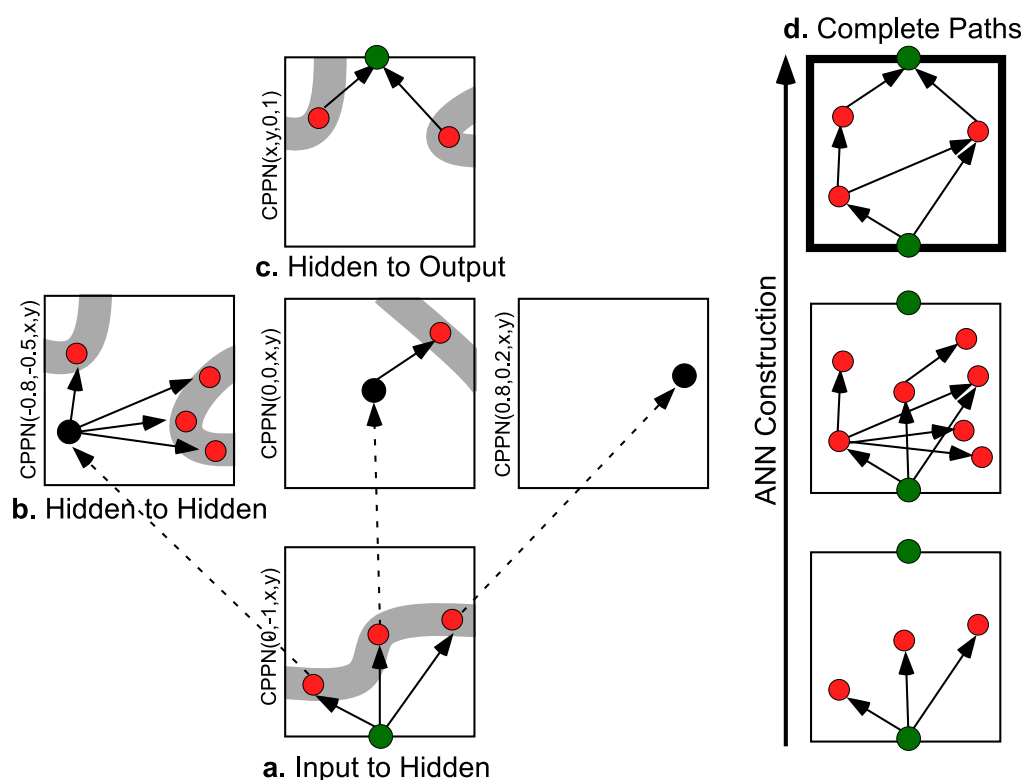 d. Complete Paths
CPPN(x,y,0,1)
c. Hidden to Output
CPPN(-0.8,-0.5,x,y)
CPPN(0,0,x,y)
CPPN(0.8,0.2,x,y)
ANN Construction
b. Hidden to Hidden
CPPN(0,-1,x,y)
a. Input to Hidden